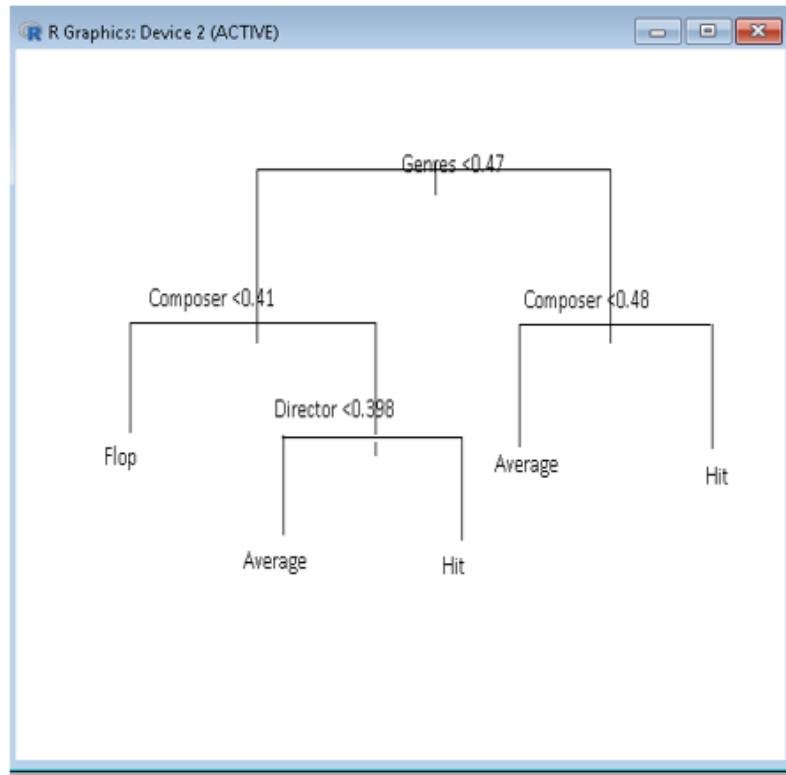 R Graphics: Device 2 (ACTIVE)
Genres <0.47
Composer <0.41
Composer <0.48
Director <0.398
Flop
Average
Hit
Average
Hit